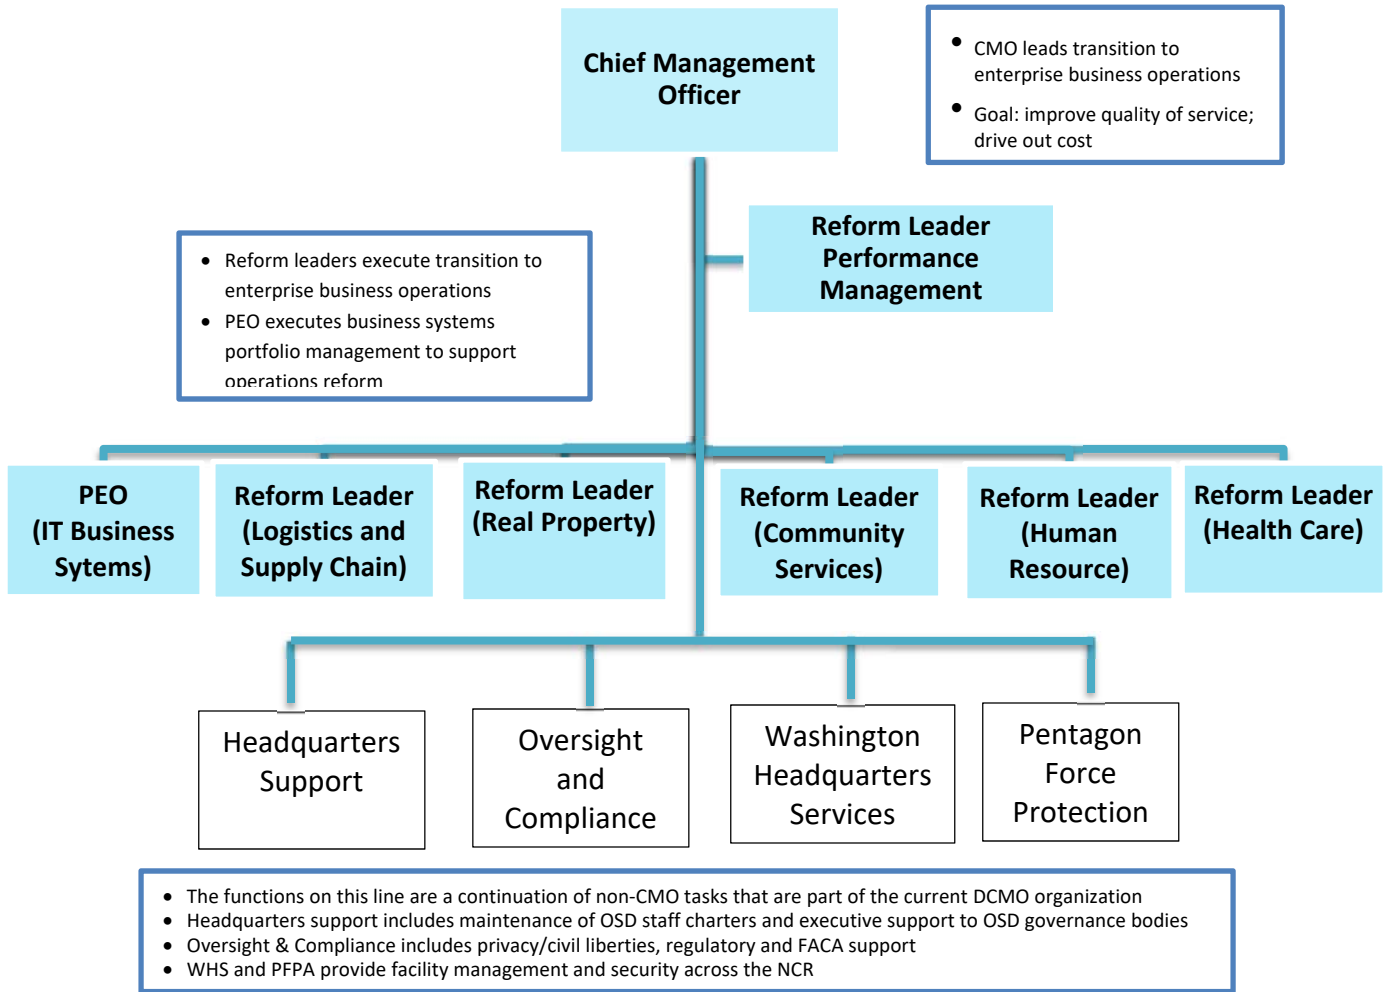 Chief Management
Officer
• CMO leads transition to
enterprise business operations
• Goal: improve quality of service;
drive out cost
Reform Leader
Performance
Management
• Reform leaders execute transition to
enterprise business operations
• PEO executes business systems
portfolio management to support
operations reform
PEO
(IT Business
Sytems)
Reform Leader
(Logistics and
Supply Chain)
Reform Leader
(Real Property)
Reform Leader
(Community
Services)
Reform Leader
(Human
Resource)
Reform Leader
(Health Care)
Headquarters
Support
Oversight
and
Compliance
Washington
Headquarters
Services
Pentagon
Force
Protection
• The functions on this line are a continuation of non-CMO tasks that are part of the current DCMO organization
• Headquarters support includes maintenance of OSD staff charters and executive support to OSD governance bodies
• Oversight & Compliance includes privacy/civil liberties, regulatory and FACA support
• WHS and PFPA provide facility management and security across the NCR